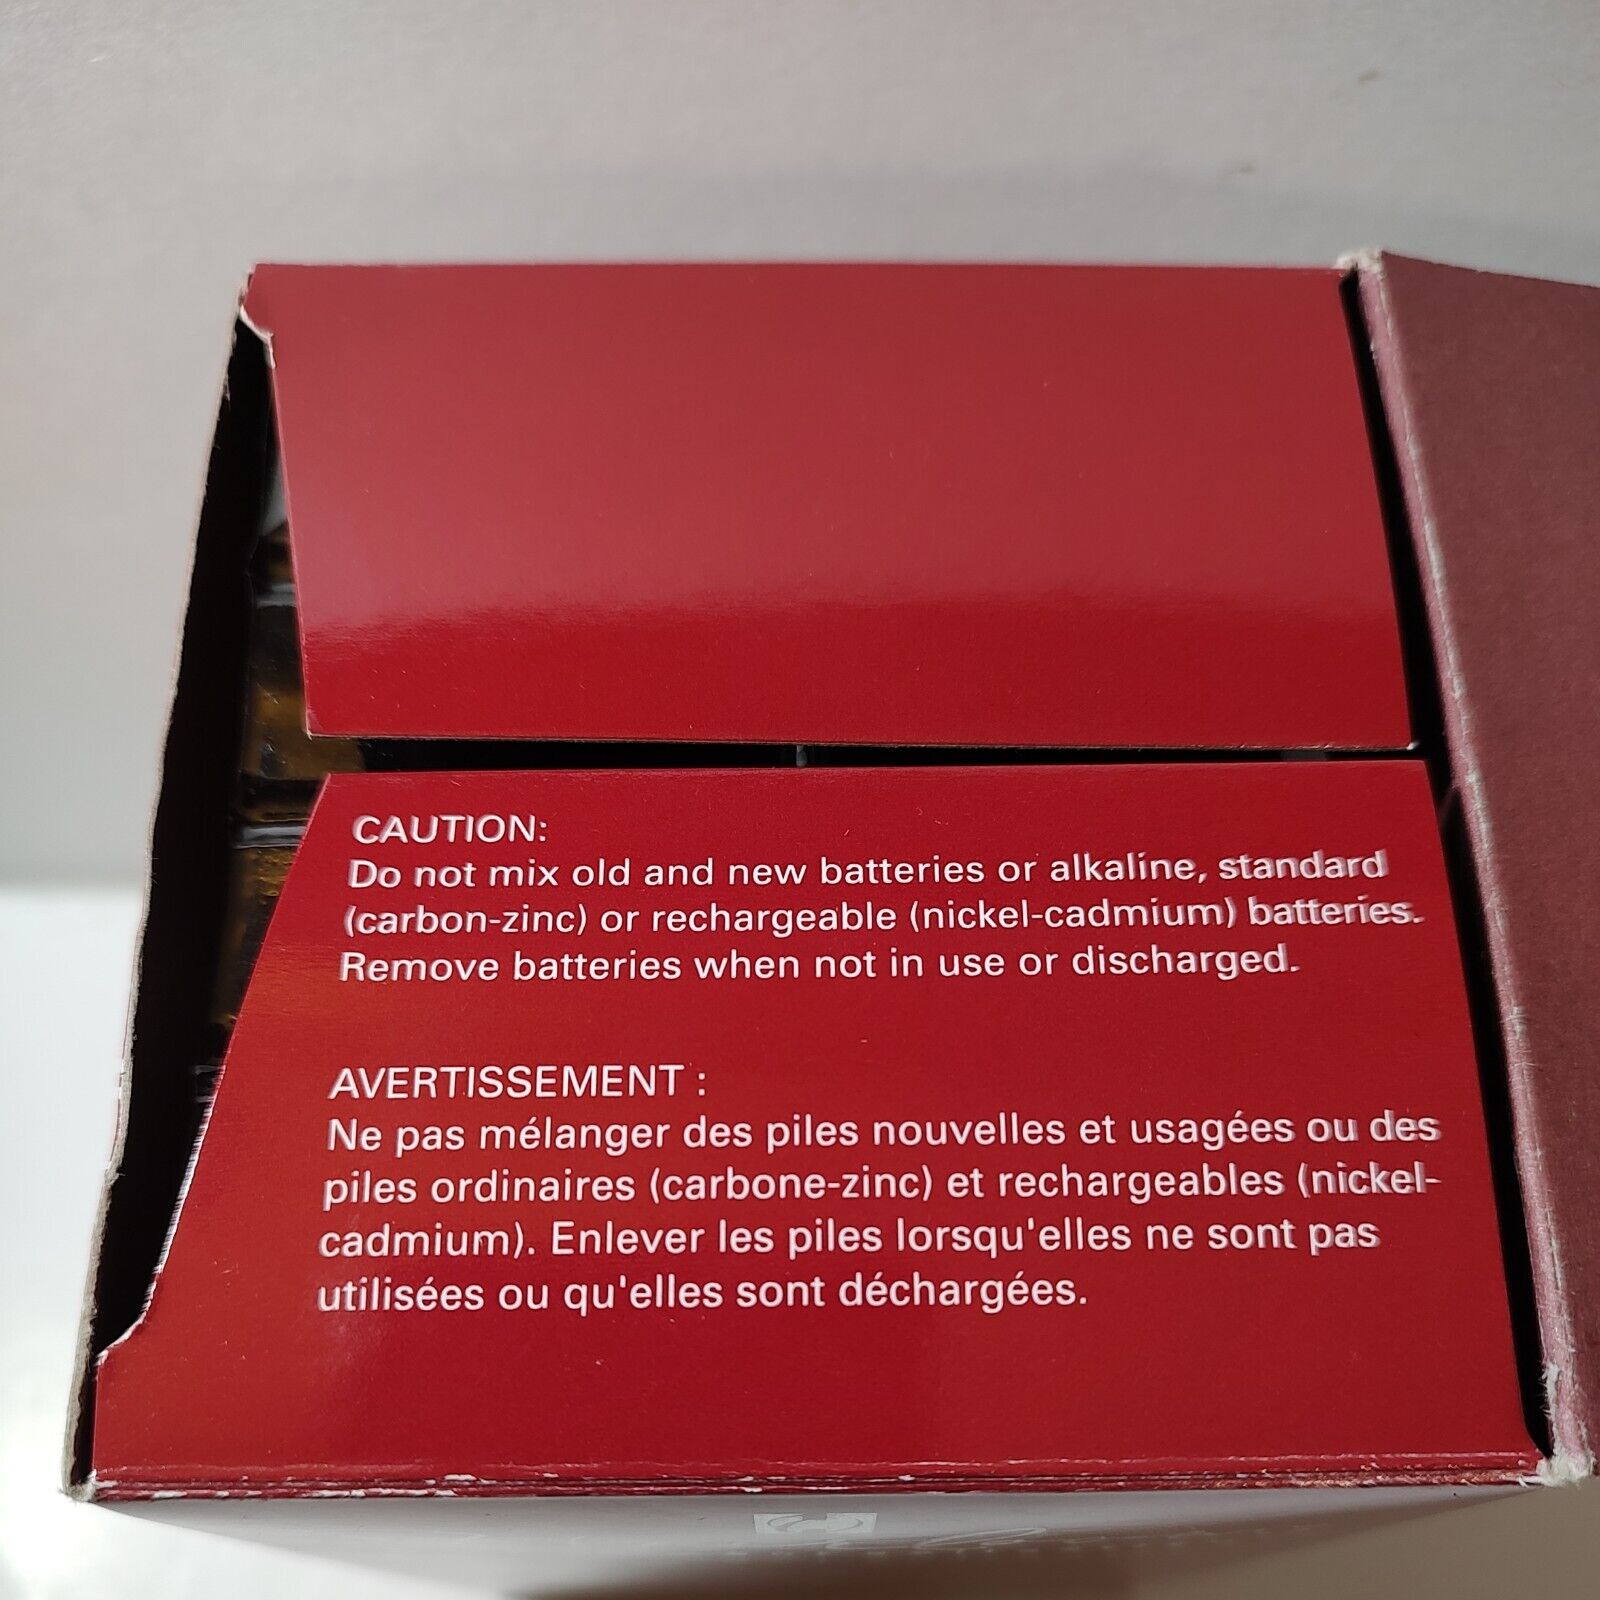 CAUTION:
Do not mix old and new batteries or alkaline, standard
(carbon-zinc) or rechargeable (nickel-cadmium) batteries.
Remove batteries when not in use or discharged.
AVERTISSEMENT :
Ne pas mélanger des piles nouvelles et usagées ou des
piles ordinaires (carbone-zinc) et rechargeables (nickel-
cadmium). Enlever les piles lorsqu'elles ne sont pas
utilisées ou qu'elles sont déchargées.